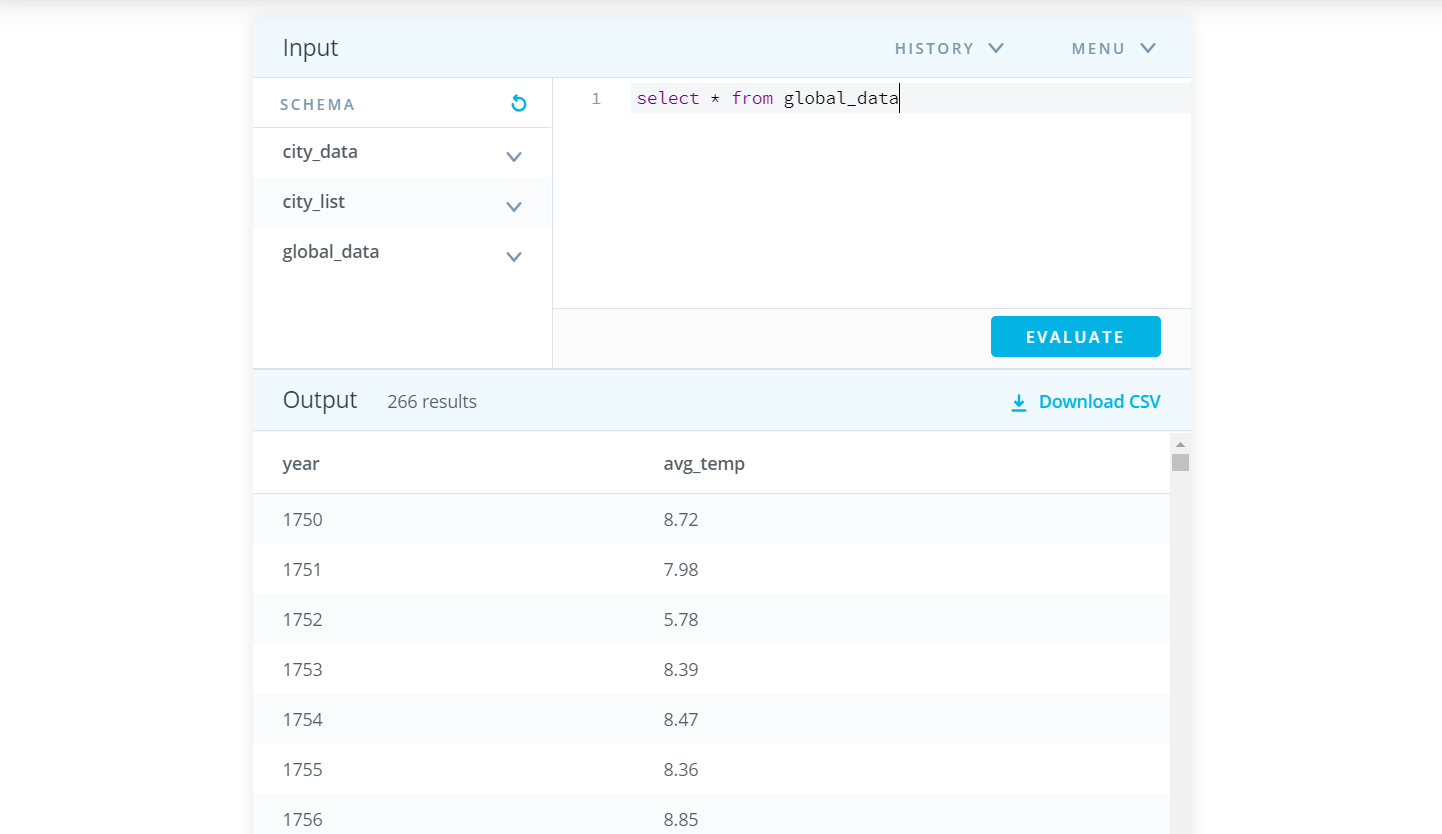 Input HISTORY MENU
SCHEMA
city_data
city_list
global_data
1 select * from global_data
EVALUATE
Output 266 results Download CSV
year avg_temp
1750 8.72
1751 7.98
1752 5.78
1753 8.39
1754 8.47
1755 8.36
1756 8.85